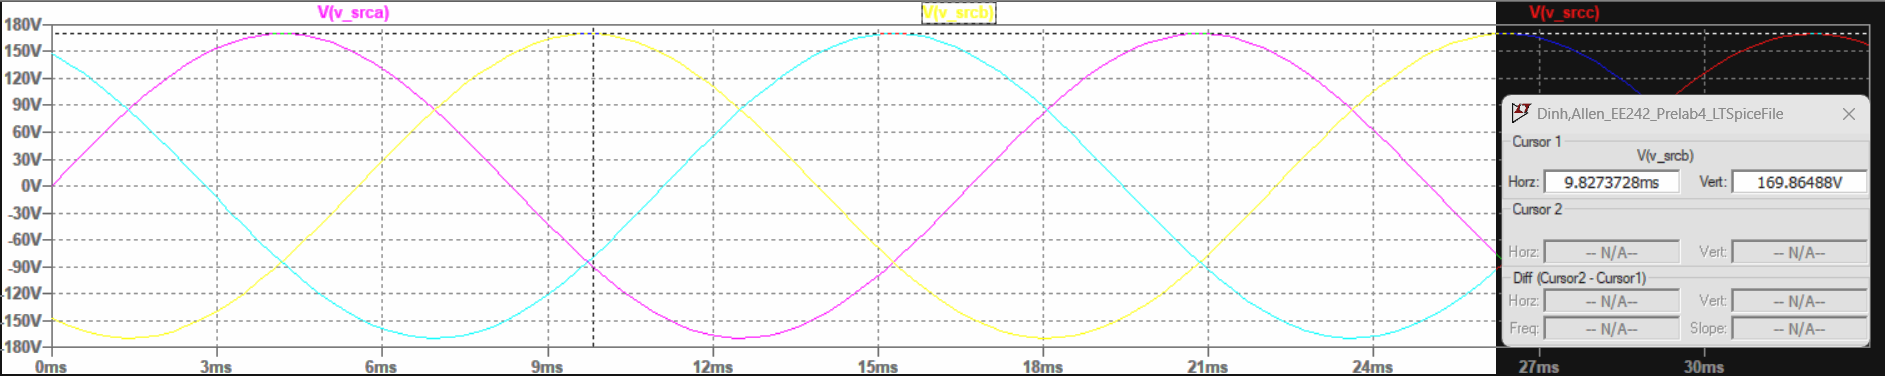 V(v_srca) V(v_srcb) V(v_srcc)
180V
150V
120V
90V
60V
30V
0V
-30V
-60V
-90V
-120V
-150V
-180V
0ms 3ms 6ms 9ms 12ms 15ms 18ms 21ms 24ms 27ms 30ms
Dinh,Allen_EE242_Prelab4_LTSpiceFile
Cursor 1
V(v_srcb)
Horz: 9.8273728ms Vert: 169.86488V
Cursor 2
Horz: -- N/A-- Vert: -- N/A--
Diff (Cursor2 - Cursor1)
Horz: -- N/A-- Vert: -- N/A--
Freq: -- N/A-- Slope: -- N/A--